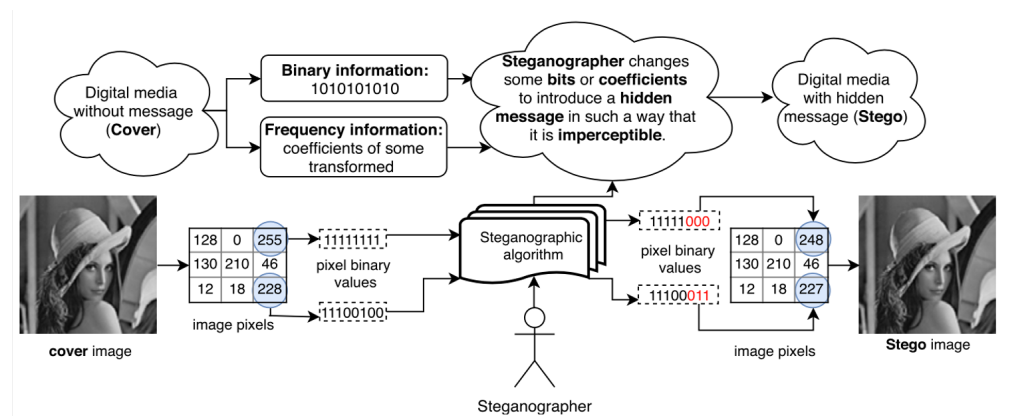 Digital media
without message
(Cover)
Binary information:
1010101010
Frequency information:
coefficients of some
transformed
Steganographer changes
some bits or coefficients
to introduce a hidden
message in such a way that
it is imperceptible.
Digital media
with hidden
message (Stego)
128 0 255
130 210 46
12 18 228
image pixels
cover image
11111111
pixel binary
values
11100100
Steganographic
algorithm
Steganographer
11111000
pixel binary
values
11100011
128 0 248
130 210 46
12 18 227
image pixels
Stego image